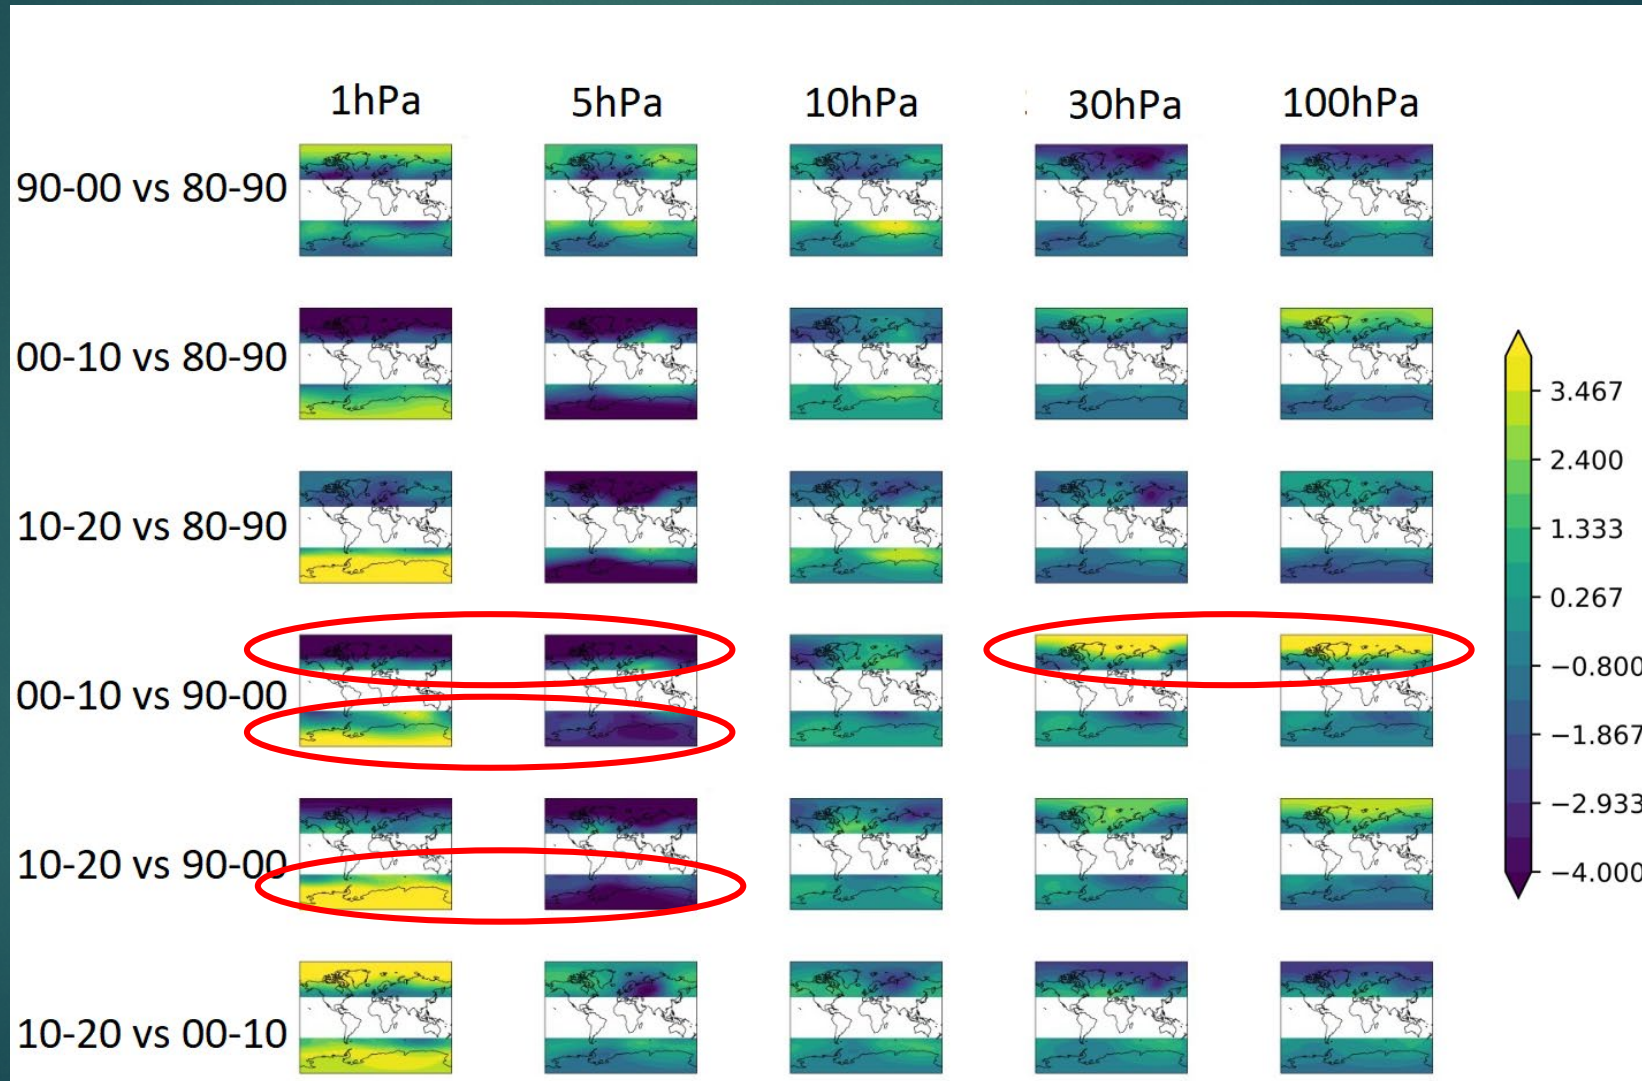 1hPa 5hPa 10hPa 30hPa 100hPa
90-00 vs 80-90
00-10 vs 80-90
10-20 vs 80-90
00-10 vs 90-00
10-20 vs 90-00
10-20 vs 00-10
3.467
2.400
1.333
0.267
−0.800
−1.867
−2.933
−4.000